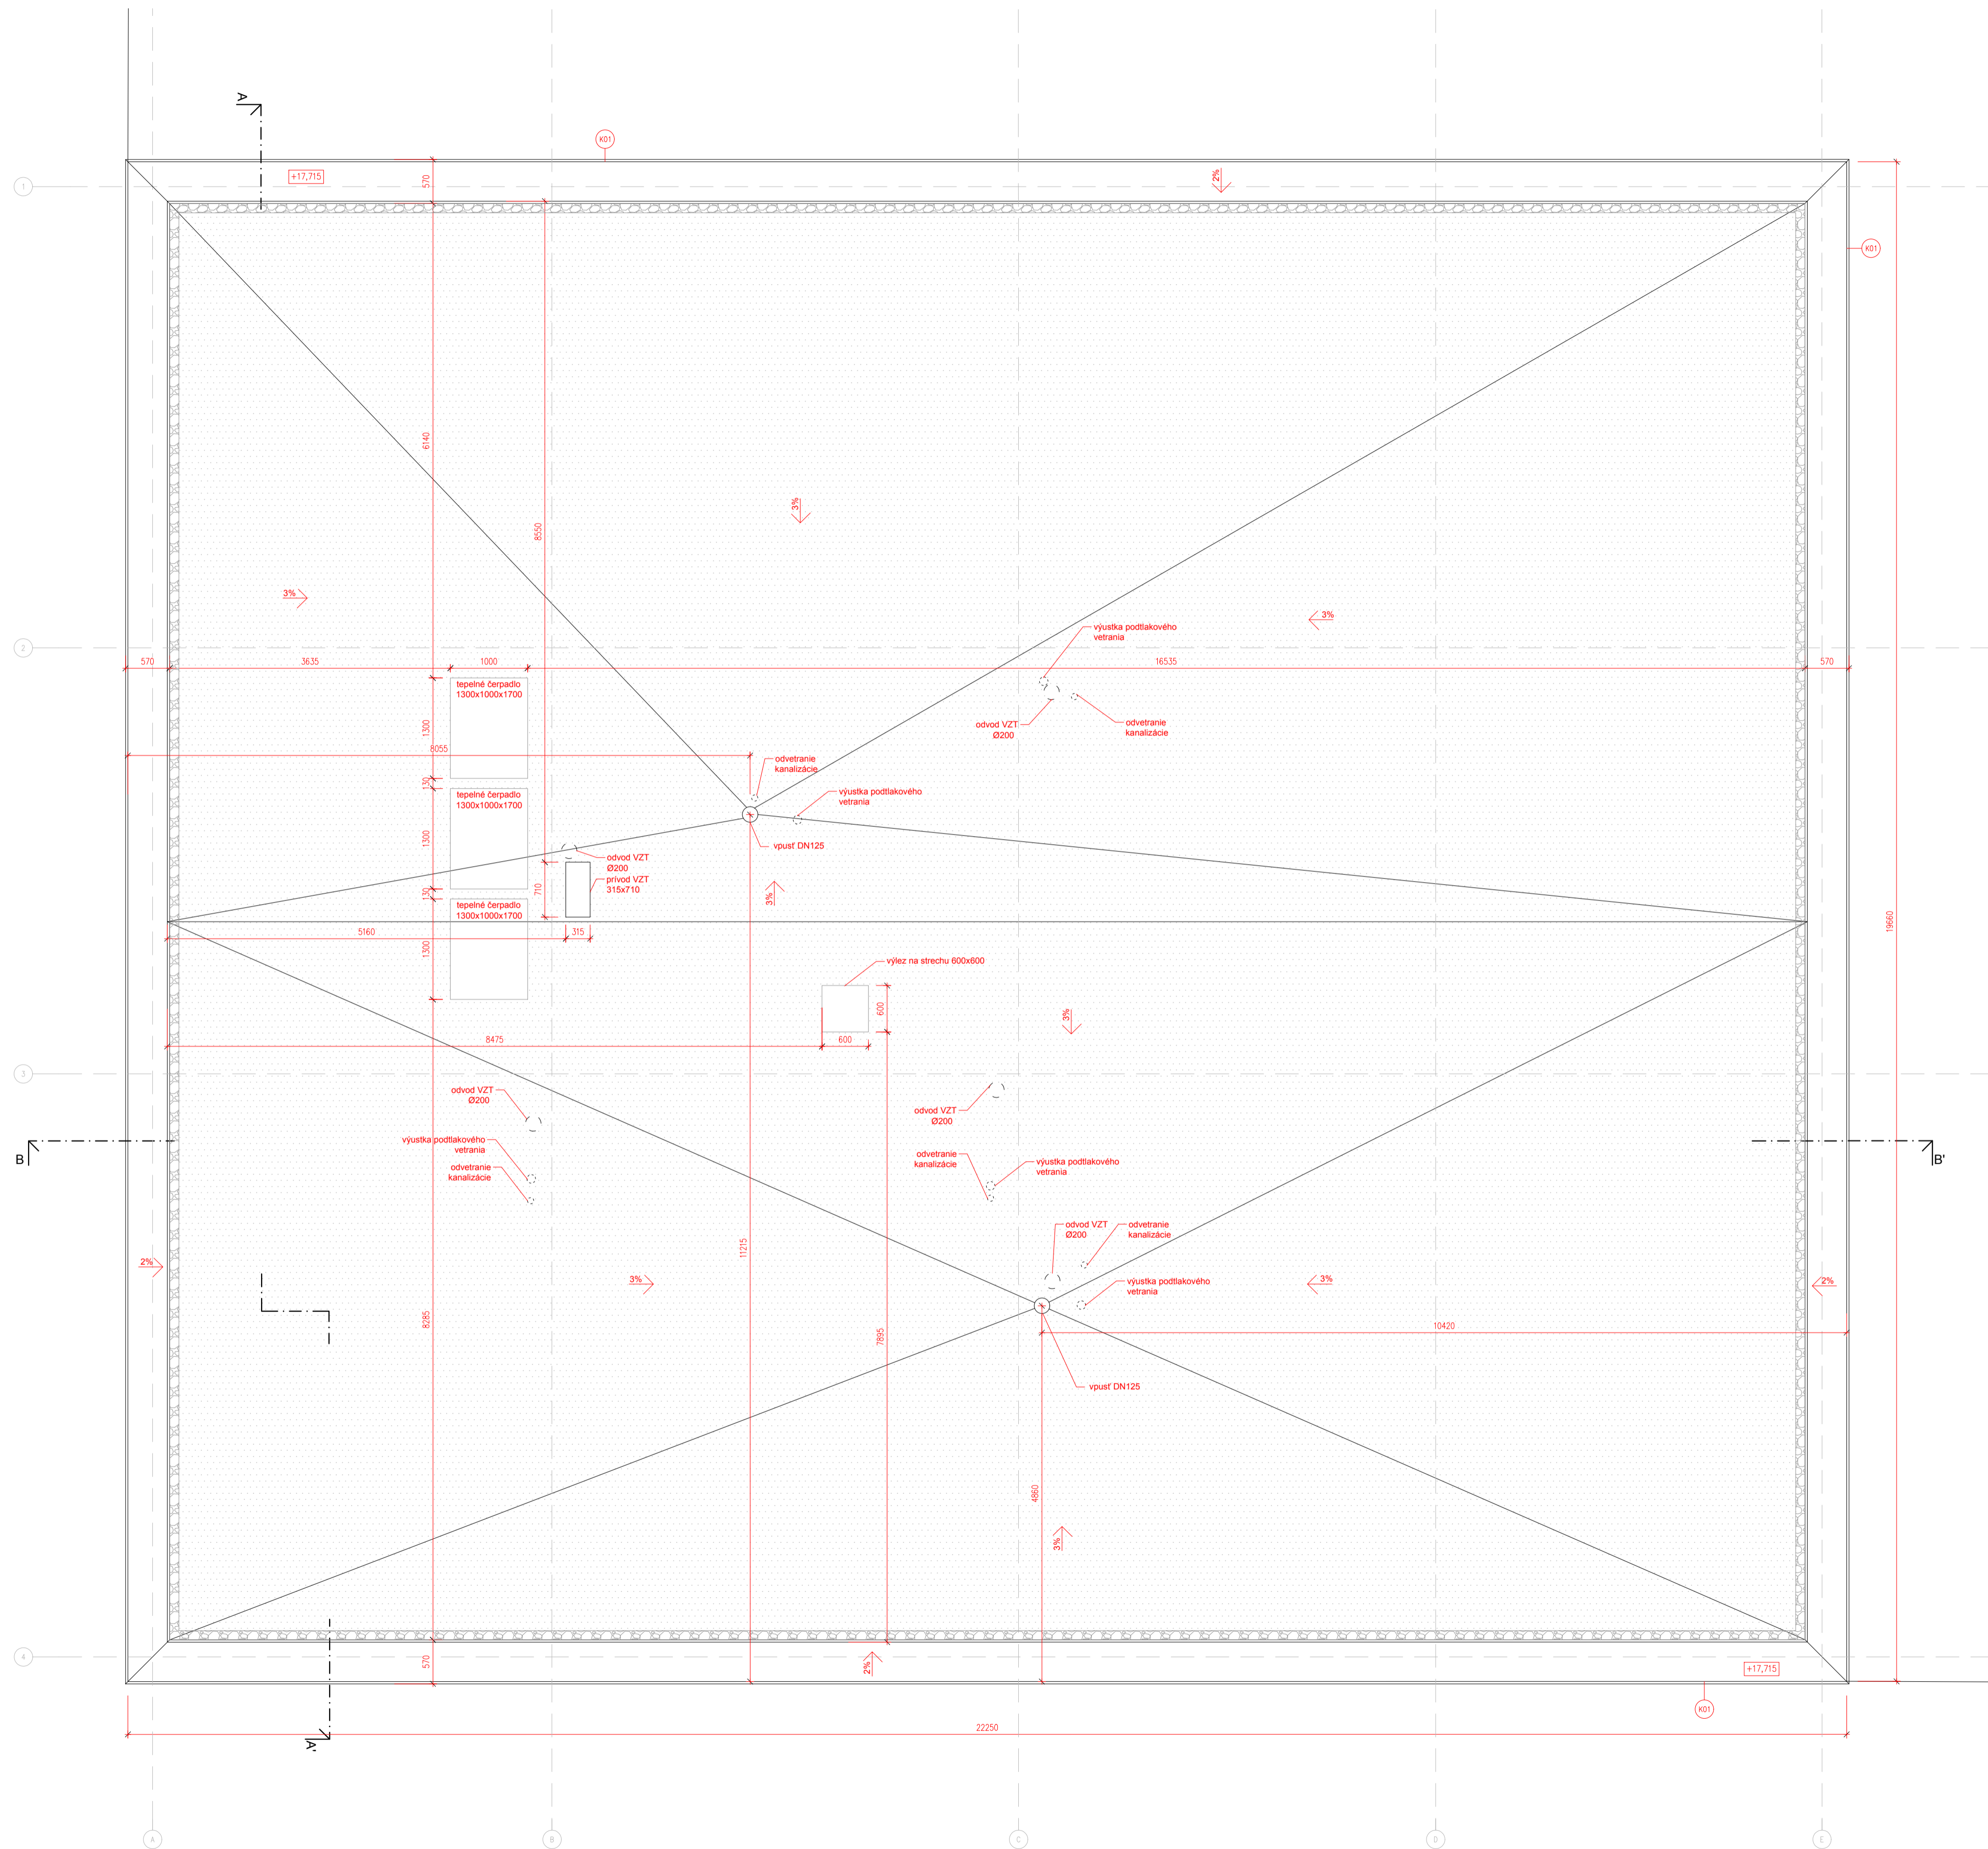 A
K01
+17,715
570
2%
1
K01
6140
8550
3%
3%
3%
výustka podtlakového
vetrania
2
570
3635
1000
16535
570
tepelné čerpadlo
1300x1000x1700
1300
odvod VZT
Ø200
odvetranie
kanalizácie
8055
odvetranie
kanalizácie
130
tepelné čerpadlo
1300x1000x1700
výustka podtlakového
vetrania
1300
vpusť DN125
odvod VZT
Ø200
prívod VZT
315x710
130
710
3%
tepelné čerpadlo
1300x1000x1700
19660
5160
315
1300
výlez na strechu 600x600
600
3%
8475
600
3
odvod VZT
Ø200
odvod VZT
Ø200
výustka podtlakového
vetrania
B
B'
odvetranie
kanalizácie
výustka podtlakového
vetrania
odvetranie
kanalizácie
odvod VZT
Ø200
odvetranie
kanalizácie
11215
2%
3%
výustka podtlakového
vetrania
3%
2%
8285
7895
10420
vpusť DN125
4860
3%
4
570
2%
+17,715
K01
22250
A'
A
B
C
D
E